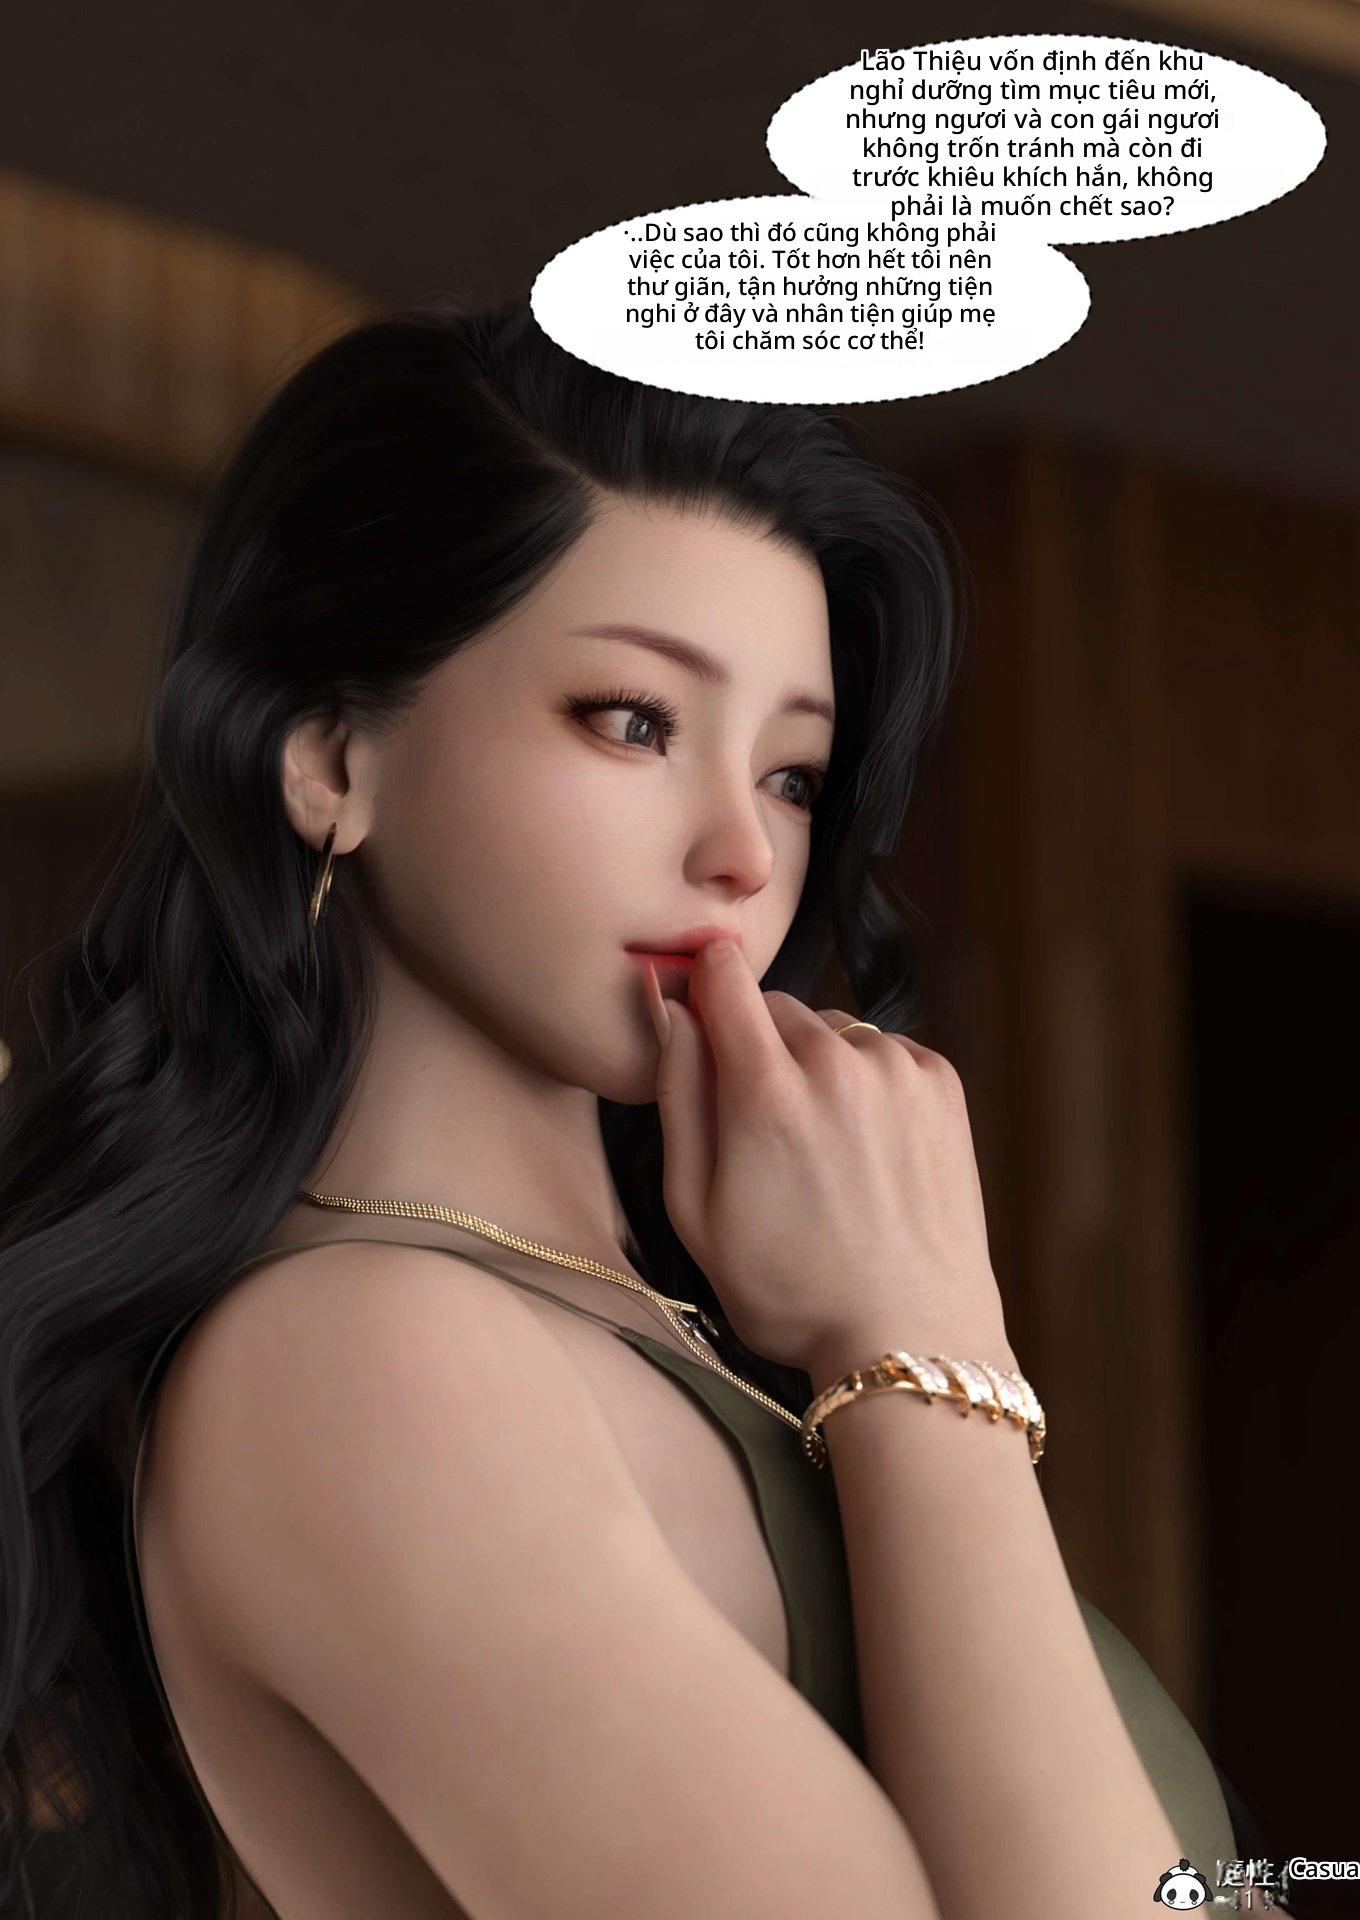 Lão Thiệu vốn định đến khu
nghỉ dưỡng tìm mục tiêu mới,
nhưng ngươi và con gái ngươi
không trốn tránh mà còn đi
trước khiêu khích hắn, không
phải là muốn chết sao?
·..Dù sao thì đó cũng không phải
việc của tôi. Tốt hơn hết tôi nên
thư giãn, tận hưởng những tiện
nghi ở đây và nhân tiện giúp mẹ
tôi chăm sóc cơ thể!
Casua